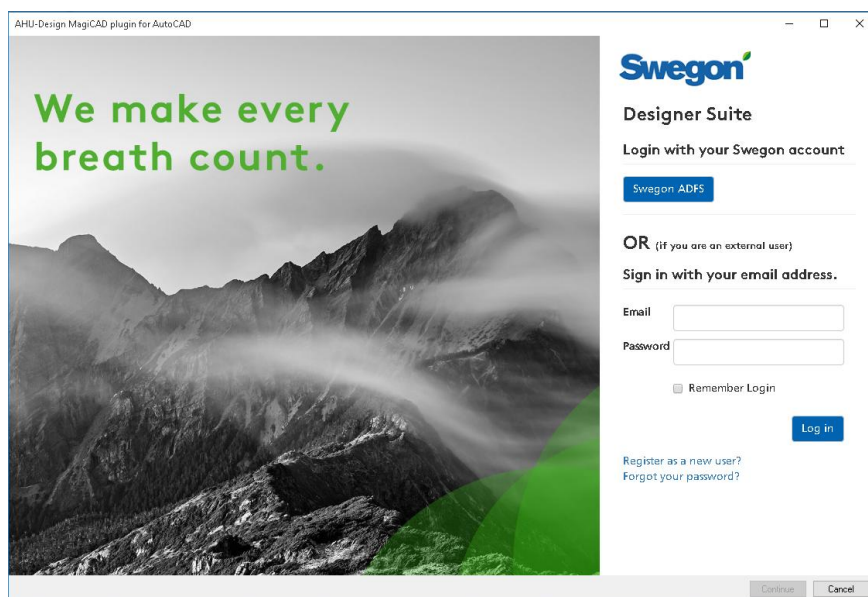 AHU-Design MagiCAD plugin for AutoCAD
We make every
breath count.
Swegon
Designer Suite
Login with your Swegon account
Swegon ADFS
OR (if you are an external user)
Sign in with your email address.
Email
Password
Remember Login
Log in
Register as a new user?
Forgot your password?
Continue
Cancel